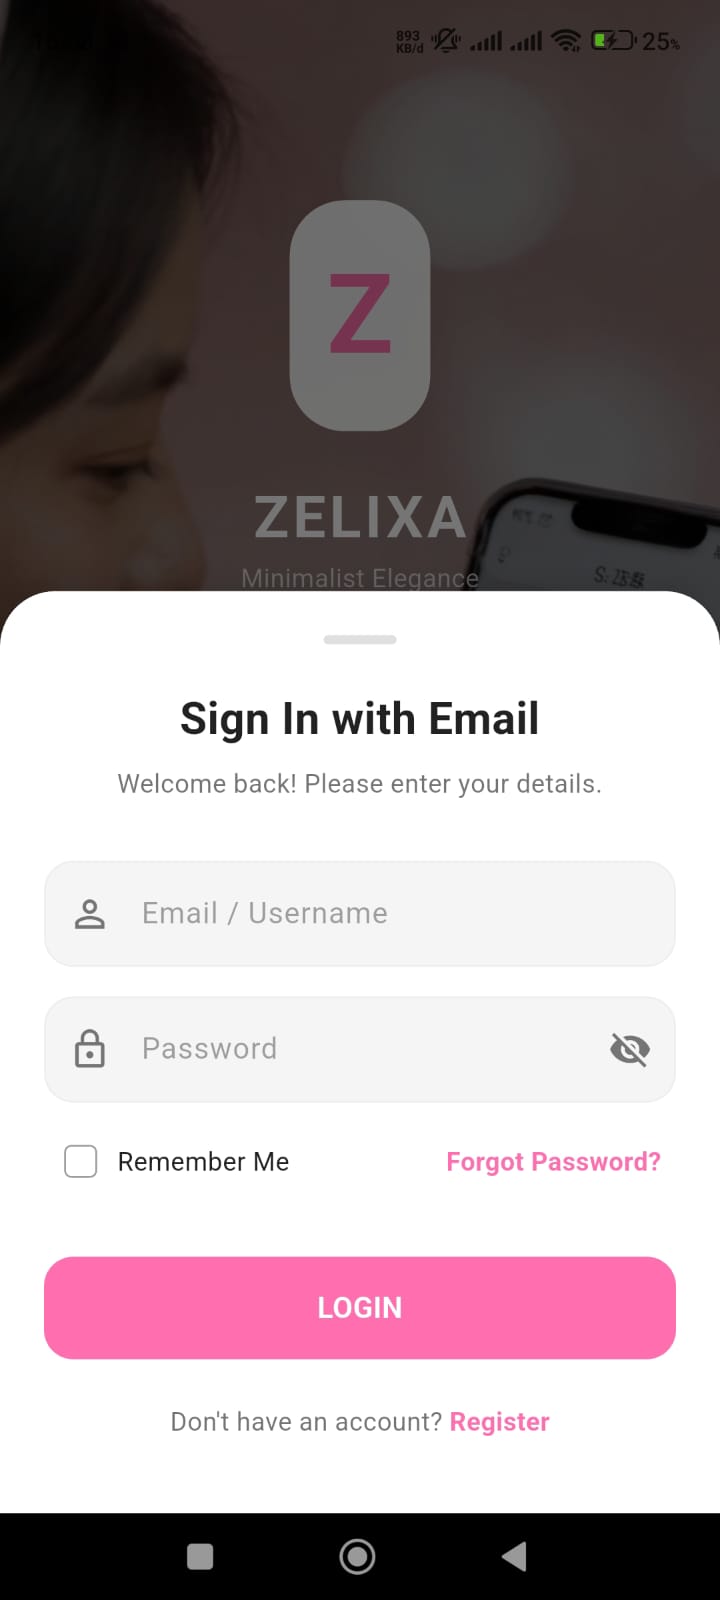 893
KB/d
25%
Z
ZELIXA
Minimalist Elegance
Sign In with Email
Welcome back! Please enter your details.
Email / Username
Password
Remember Me
Forgot Password?
LOGIN
Don't have an account? Register